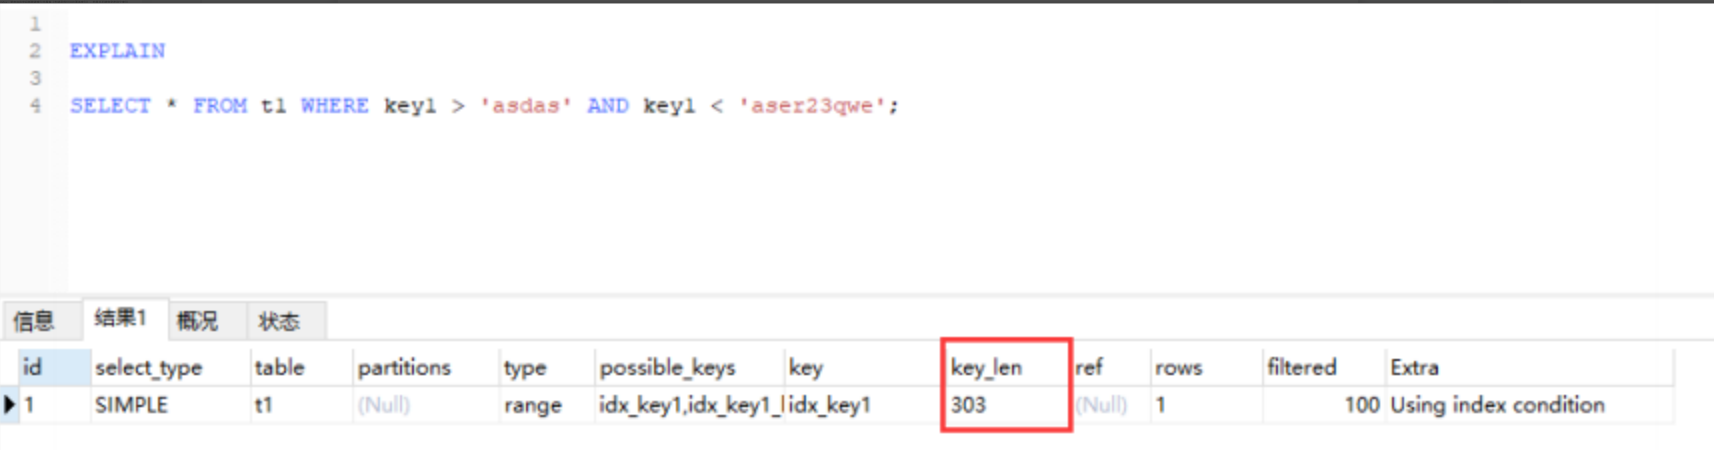 1
2 EXPLAIN
3
4 SELECT * FROM t1 WHERE key1 > 'asdas' AND key1 < 'aser23qwe';
信息 结果1 概况 状态
id select_type table partitions type possible_keys key key_len ref rows filtered Extra
1 SIMPLE t1 (Null) range idx_key1,idx_key1_ idx_key1 303 (Null) 1 100 Using index condition